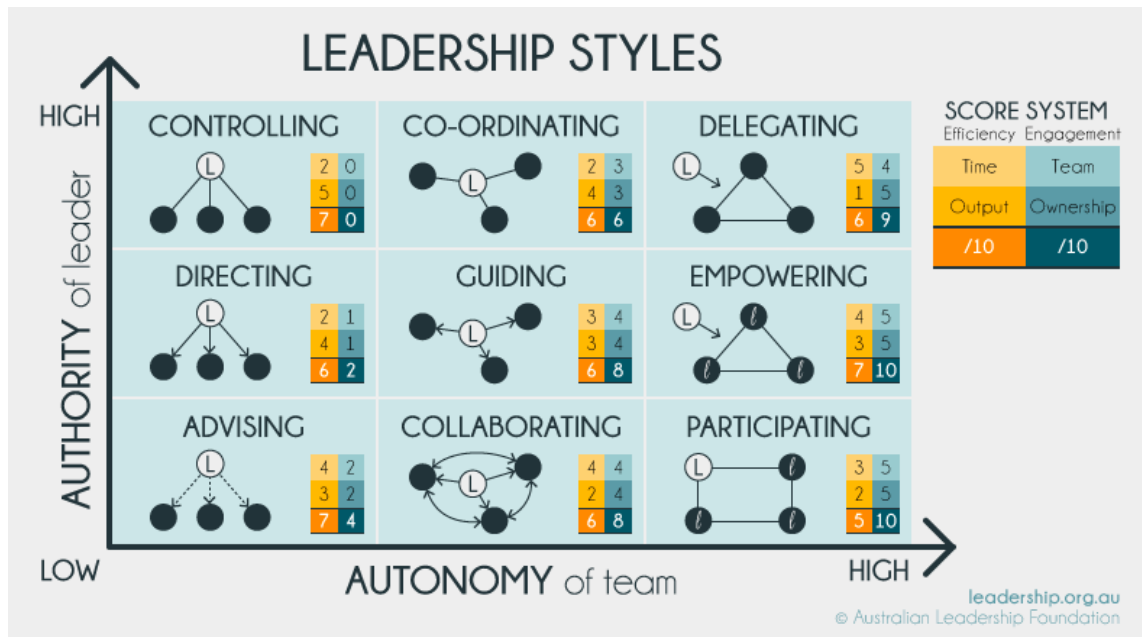 LEADERSHIP STYLES
HIGH
AUTHORITY of leader
LOW
CONTROLLING
L
2 0
5 0
7 0
CO-ORDINATING
L
2 3
4 3
6 6
DELEGATING
L
5 4
1 5
6 9
DIRECTING
L
2 1
4 1
6 2
GUIDING
L
3 4
3 4
6 8
EMPOWERING
L
ℓ
ℓ ℓ
4 5
3 5
7 10
ADVISING
L
4 2
3 2
7 4
COLLABORATING
L
4 4
2 4
6 8
PARTICIPATING
L ℓ
ℓ ℓ
3 5
2 5
5 10
AUTONOMY of team
HIGH
SCORE SYSTEM
Efficiency Engagement
Time Team
Output Ownership
/10 /10
leadership.org.au
© Australian Leadership Foundation